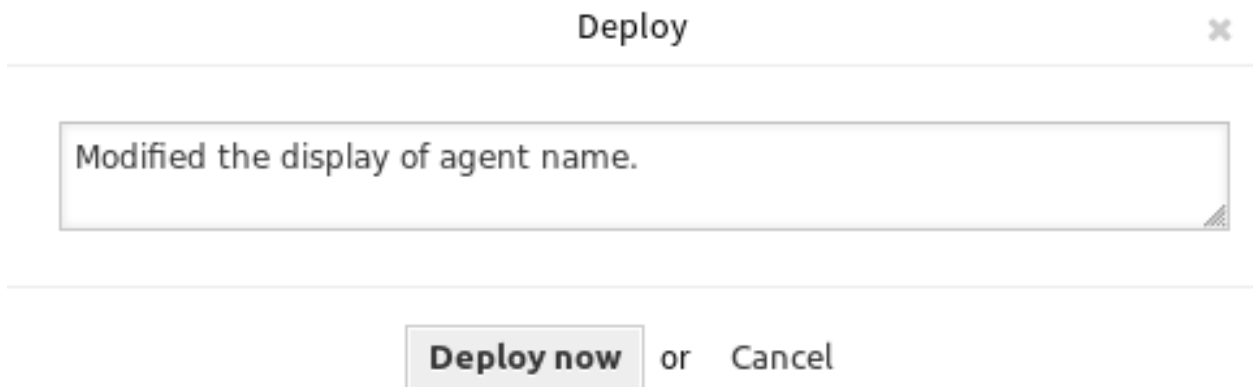 Deploy
Modified the display of agent name.
Deploy now or Cancel